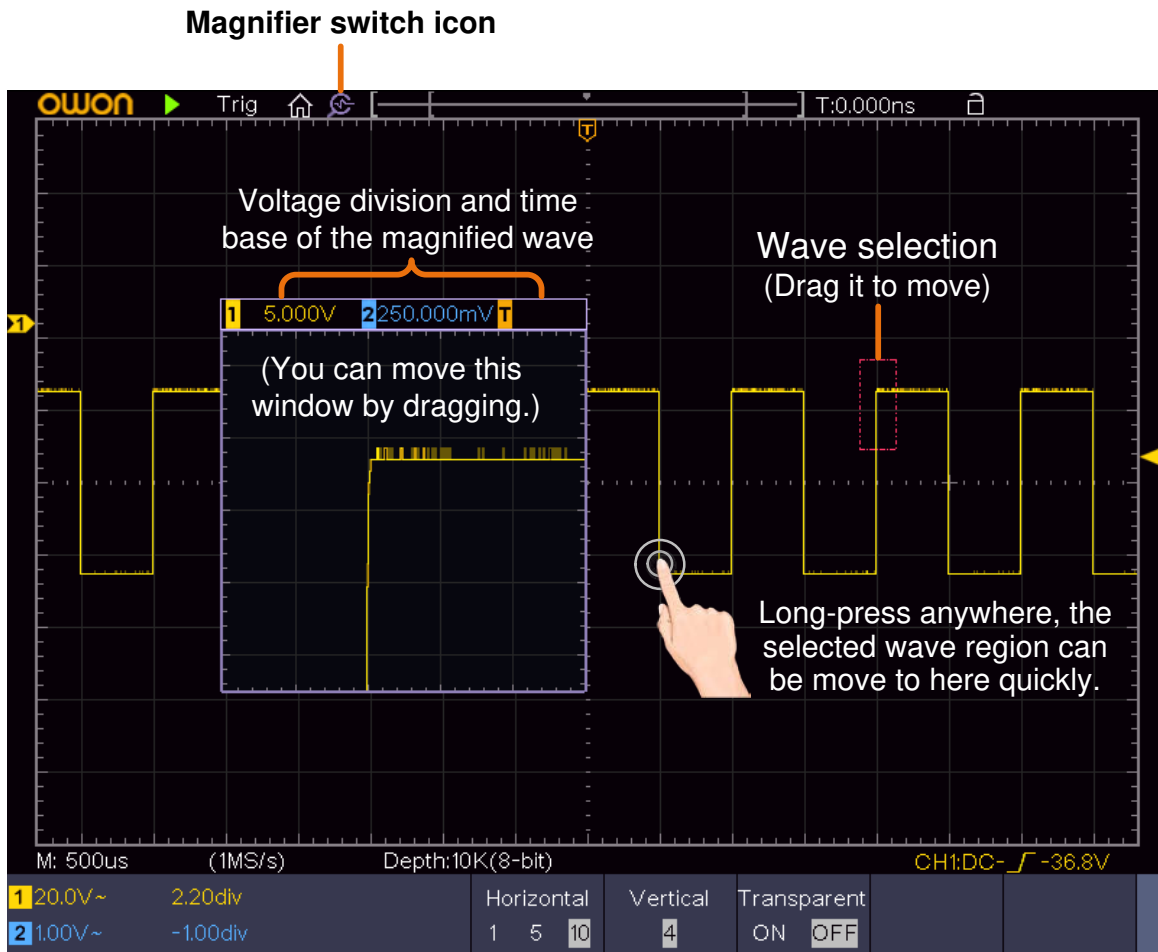 Magnifier switch icon
OWON Trig T:0.000ns
T
Voltage division and time
base of the magnified wave
Wave selection
(Drag it to move)
1 5.000V 2 250.000mV T
1
(You can move this
window by dragging.)
Long-press anywhere, the
selected wave region can
be move to here quickly.
M: 500us (1MS/s) Depth:10K(8-bit) CH1:DC- -36.8V
1 20.0V~ 2.20div Horizontal Vertical Transparent
2 1.00V~ -1.00div 1 5 10 4 ON OFF